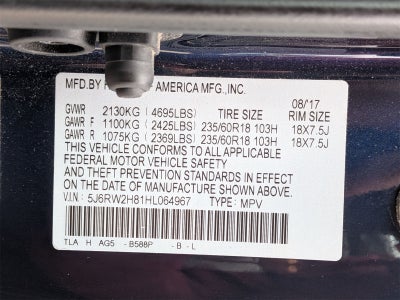 MFD.BY H AMERICA MFG.,INC.
08/'17
GVWR 2130KG (4695LBS) TIRE SIZE RIM SIZE
GAWR F 1100KG (2425LBS) 235/60R18 103H 18X7.5J
GAWR R 1075KG (2369LBS) 235/60R18 103H 18X7.5J
THIS VEHICLE CONFORMS TO ALL APPLICABLE
FEDERAL MOTOR VEHICLE SAFETY
AND THEFT PREVENTION STANDARDS IN EFFECT
ON THE DATE OF MANUFACTURE SHOWN ABOVE.
V.I.N: 5J6RW2H81HL064967 TYPE: MPV
TLA H AG5 -B588P -B-L